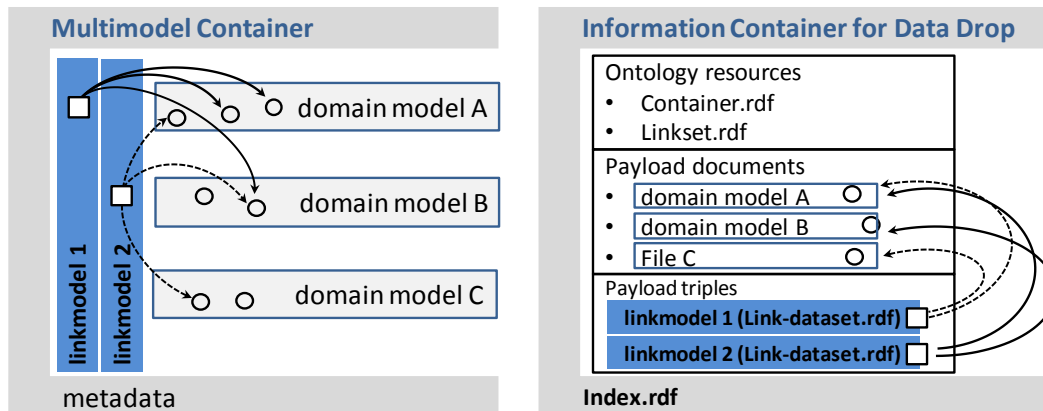 Multimodel Container
linkmodel 1
linkmodel 2
domain model A
domain model B
domain model C
metadata
Information Container for Data Drop
Ontology resources
• Container.rdf
• Linkset.rdf
Payload documents
• domain model A
• domain model B
• File C
Payload triples
linkmodel 1 (Link-dataset.rdf)
linkmodel 2 (Link-dataset.rdf)
Index.rdf